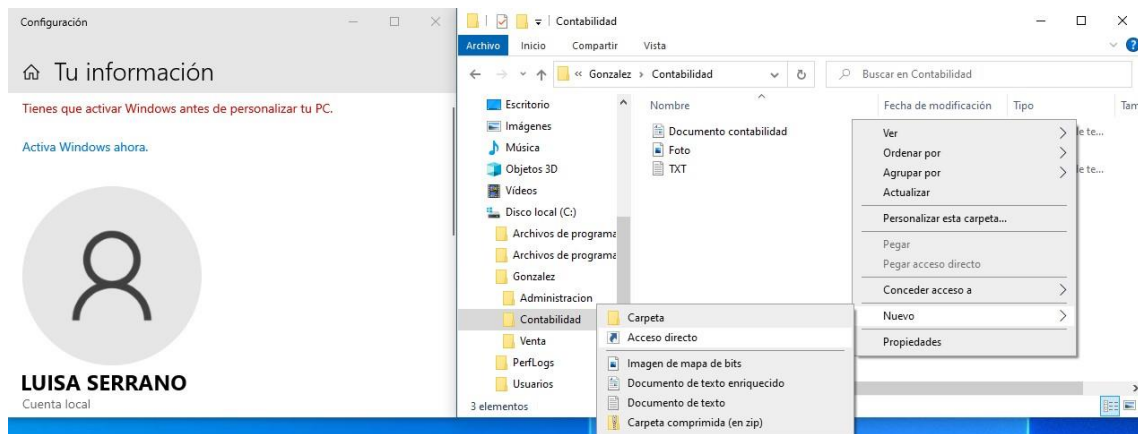 Configuración
Tu información
Tienes que activar Windows antes de personalizar tu PC.
Activa Windows ahora.
LUISA SERRANO
Cuenta local
Contabilidad
Archivo Inicio Compartir Vista
« Gonzalez › Contabilidad
Buscar en Contabilidad
Escritorio
Imágenes
Música
Objetos 3D
Vídeos
Disco local (C:)
Archivos de programa
Archivos de programa
Gonzalez
Administracion
Contabilidad
Venta
PerfLogs
Usuarios
3 elementos
Nombre Fecha de modificación Tipo Tam
Documento contabilidad
Foto
TXT
de te...
de te...
Ver
Ordenar por
Agrupar por
Actualizar
Personalizar esta carpeta...
Pegar
Pegar acceso directo
Conceder acceso a
Nuevo
Propiedades
Carpeta
Acceso directo
Imagen de mapa de bits
Documento de texto enriquecido
Documento de texto
Carpeta comprimida (en zip)